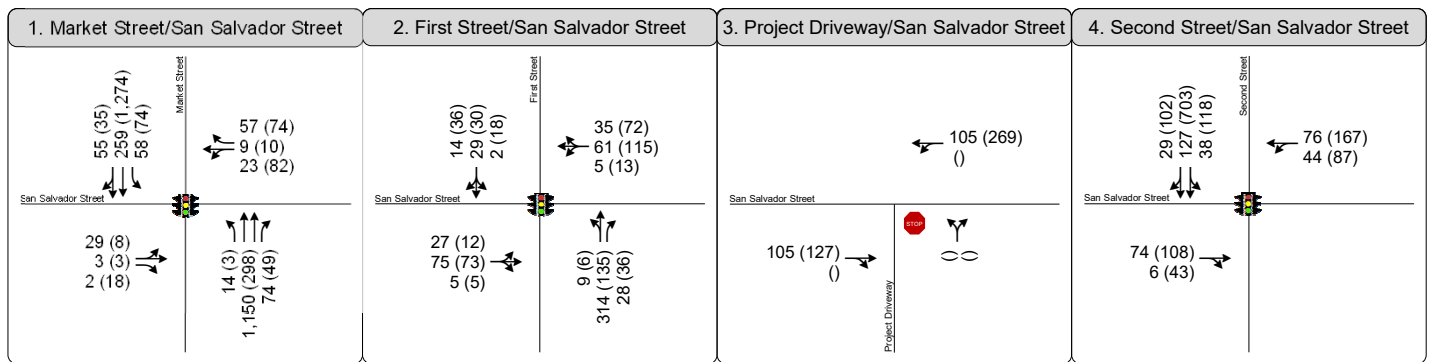 1. Market Street/San Salvador Street
Market Street
55 (35)
259 (1,274)
58 (74)
57 (74)
9 (10)
23 (82)
San Salvador Street
29 (8)
3 (3)
2 (18)
14 (3)
1,150 (298)
74 (49)
2. First Street/San Salvador Street
First Street
14 (36)
29 (30)
2 (18)
35 (72)
61 (115)
5 (13)
San Salvador Street
27 (12)
75 (73)
5 (5)
9 (6)
314 (135)
28 (36)
3. Project Driveway/San Salvador Street
105 (269)
()
San Salvador Street
STOP
105 (127)
()
()
()
Project Driveway
4. Second Street/San Salvador Street
Second Street
29 (102)
127 (703)
38 (118)
76 (167)
44 (87)
San Salvador Street
74 (108)
6 (43)